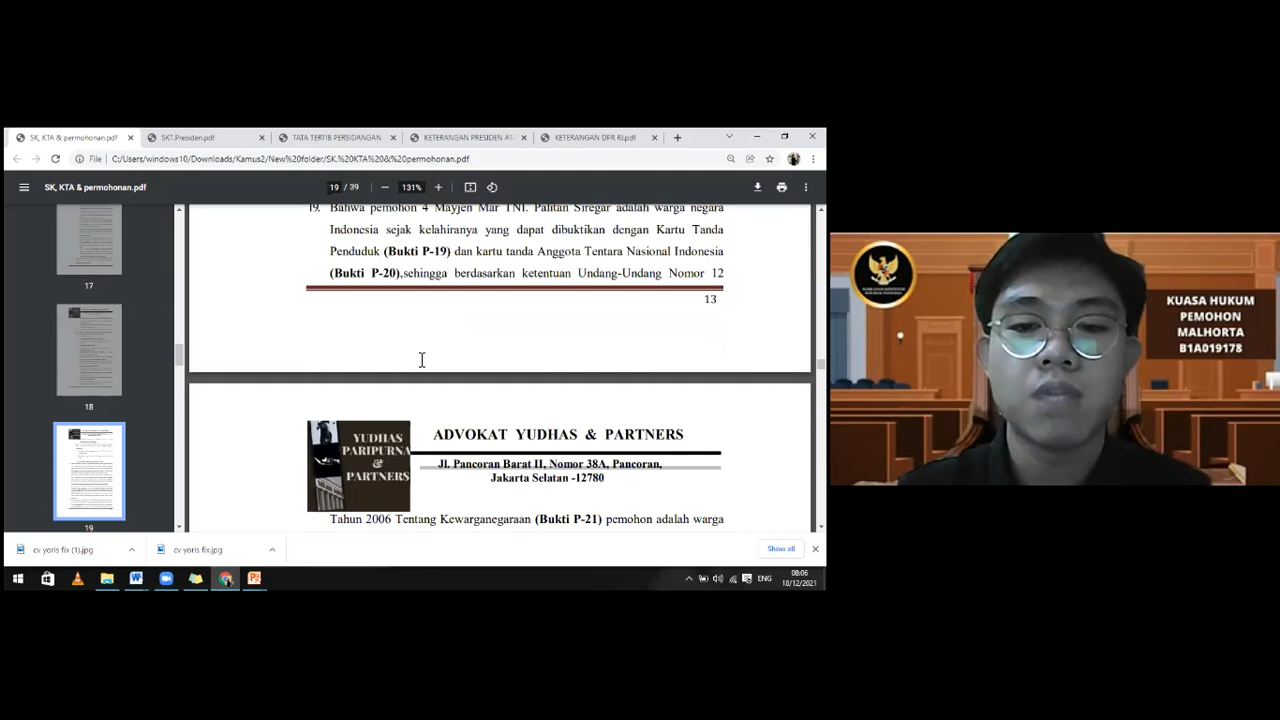 SK, KTA & permohonan.pdf
SKT.Presiden.pdf
TATA TERTIB PERSIDANGAN
KETERANGAN PRESIDEN ATA
KETERANGAN DPR RI.pdf
File
C:/Users/windows10/Downloads/Kamus2/New%20folder/SK.%20KTA%20&%20permohonan.pdf
SK, KTA & permohonan.pdf
19 / 39
131%
17
18
19
19. Bahwa pemohon 4 Mayjen Mar TNI. Pahtan Siregar adalah warga negara
Indonesia sejak kelahiranya yang dapat dibuktikan dengan Kartu Tanda
Penduduk (Bukti P-19) dan kartu tanda Anggota Tentara Nasional Indonesia
(Bukti P-20),sehingga berdasarkan ketentuan Undang-Undang Nomor 12
13
YUDHAS
PARIPURNA
&
PARTNERS
ADVOKAT YUDHAS & PARTNERS
Jl. Pancoran Barat II, Nomor 38A, Pancoran,
Jakarta Selatan -12780
Tahun 2006 Tentang Kewarganegaraan (Bukti P-21) pemohon adalah warga
cv yoris fix (1).jpg
cv yoris fix.jpg
Show all
ENG
08:06
18/12/2021
KUASA HUKUM
PEMOHON
MALHORTA
B1A019178